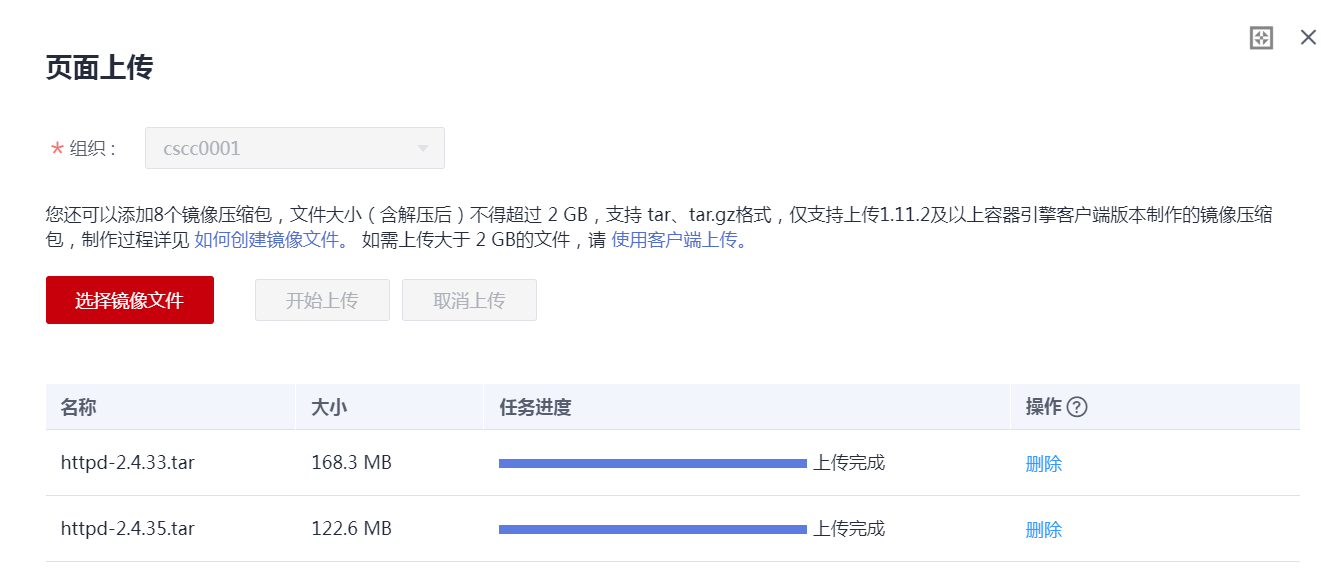 页面上传
* 组织：
cscc0001
您还可以添加8个镜像压缩包，文件大小（含解压后）不得超过 2 GB，支持 tar、tar.gz格式，仅支持上传1.11.2及以上容器引擎客户端版本制作的镜像压缩
包，制作过程详见 如何创建镜像文件。 如需上传大于 2 GB的文件，请 使用客户端上传。
选择镜像文件 开始上传 取消上传
名称 大小 任务进度 操作 ?
httpd-2.4.33.tar 168.3 MB 上传完成 删除
httpd-2.4.35.tar 122.6 MB 上传完成 删除